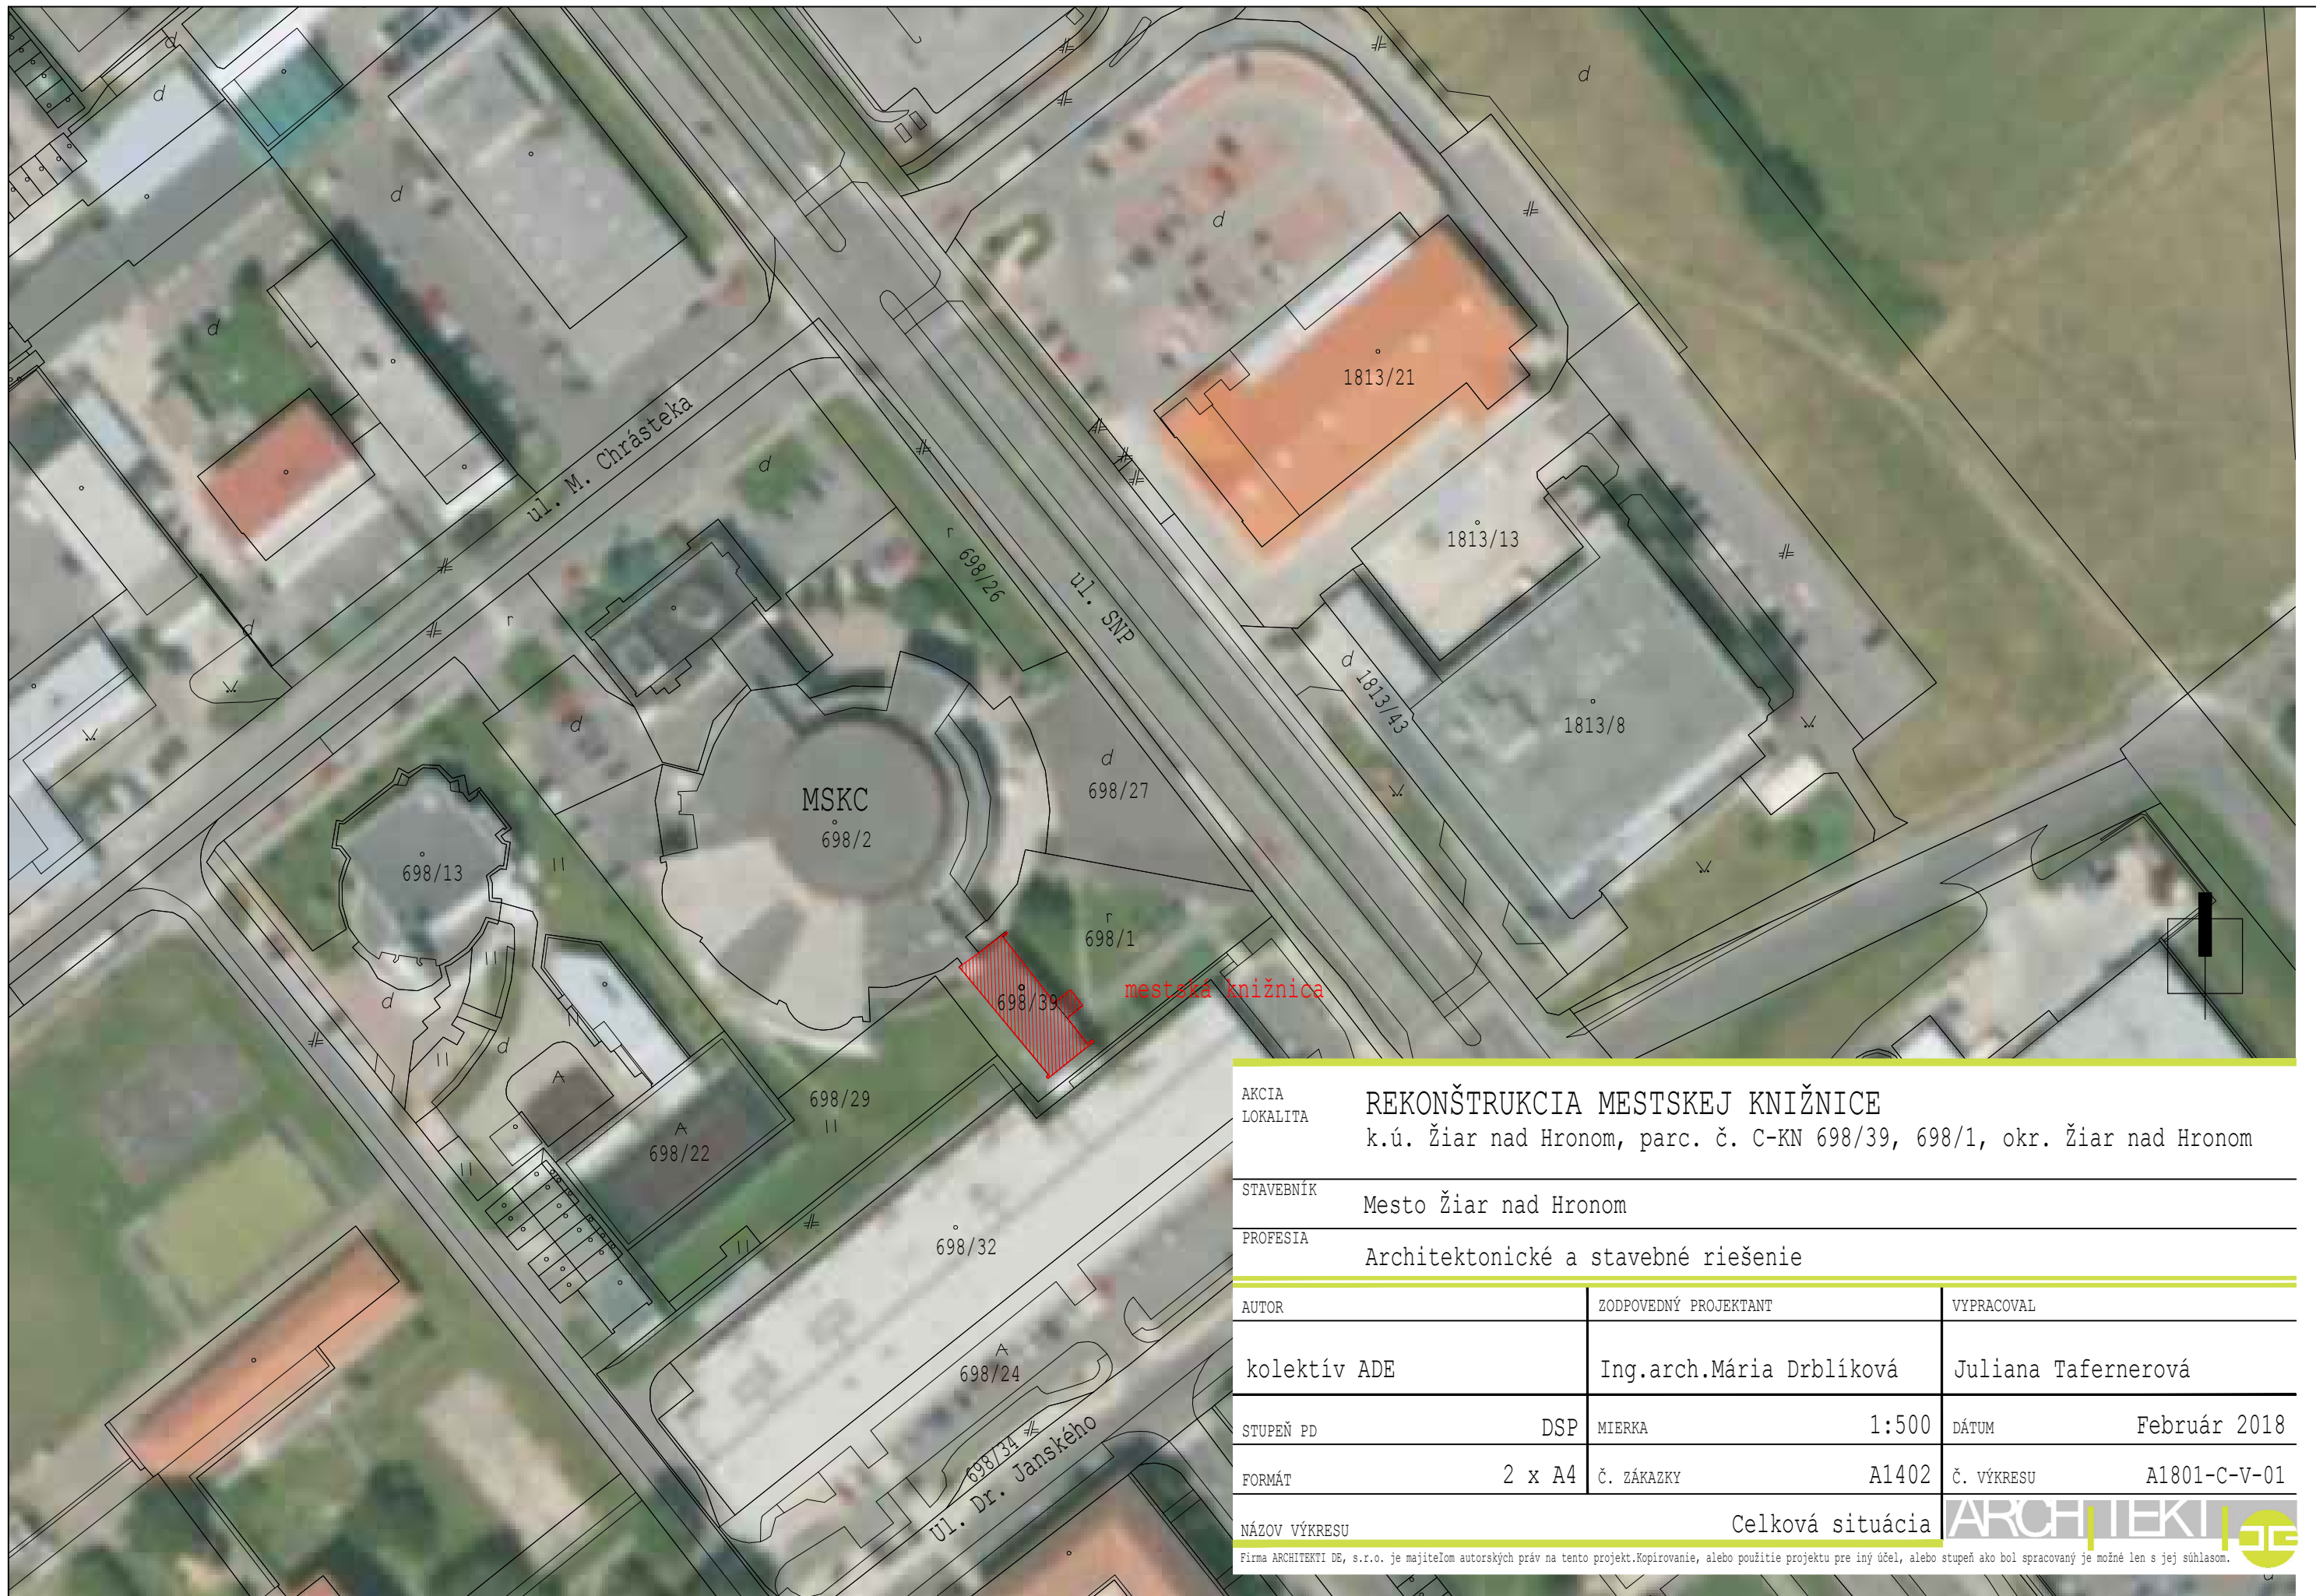 ul. M. Chrásteka
1813/21
1813/13
r
698/26
ul. SNP
d
1813/43
1813/8
d
698/27
MSKC
698/2
698/13
r
698/1
mestská knižnica
698/39
698/29
698/22
698/32
698/24
698/34
Ul. Dr. Janského
AKCIA
LOKALITA
REKONŠTRUKCIA MESTSKEJ KNIŽNICE
k.ú. Žiar nad Hronom, parc. č. C-KN 698/39, 698/1, okr. Žiar nad Hronom
STAVEBNÍK
Mesto Žiar nad Hronom
PROFESIA
Architektonické a stavebné riešenie
AUTOR
ZODPOVEDNÝ PROJEKTANT
VYPRACOVAL
kolektív ADE
Ing.arch.Mária Drblíková
Juliana Tafernerová
STUPEŇ PD DSP
MIERKA 1:500
DÁTUM Február 2018
FORMÁT 2 x A4
Č. ZÁKAZKY A1402
Č. VÝKRESU A1801-C-V-01
NÁZOV VÝKRESU Celková situácia
ARCHITEKTI DE
Firma ARCHITEKTI DE, s.r.o. je majiteľom autorských práv na tento projekt.Kopírovanie, alebo použitie projektu pre iný účel, alebo stupeň ako bol spracovaný je možné len s jej súhlasom.